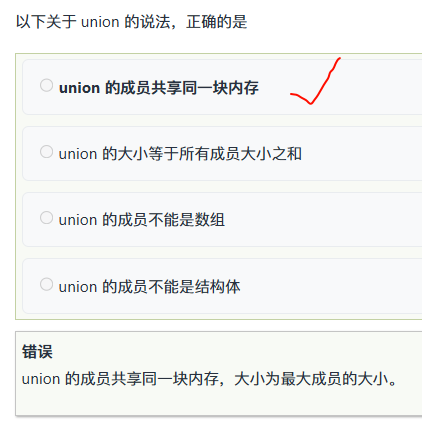 以下关于 union 的说法，正确的是
union 的成员共享同一块内存
union 的大小等于所有成员大小之和
union 的成员不能是数组
union 的成员不能是结构体
错误
union 的成员共享同一块内存，大小为最大成员的大小。